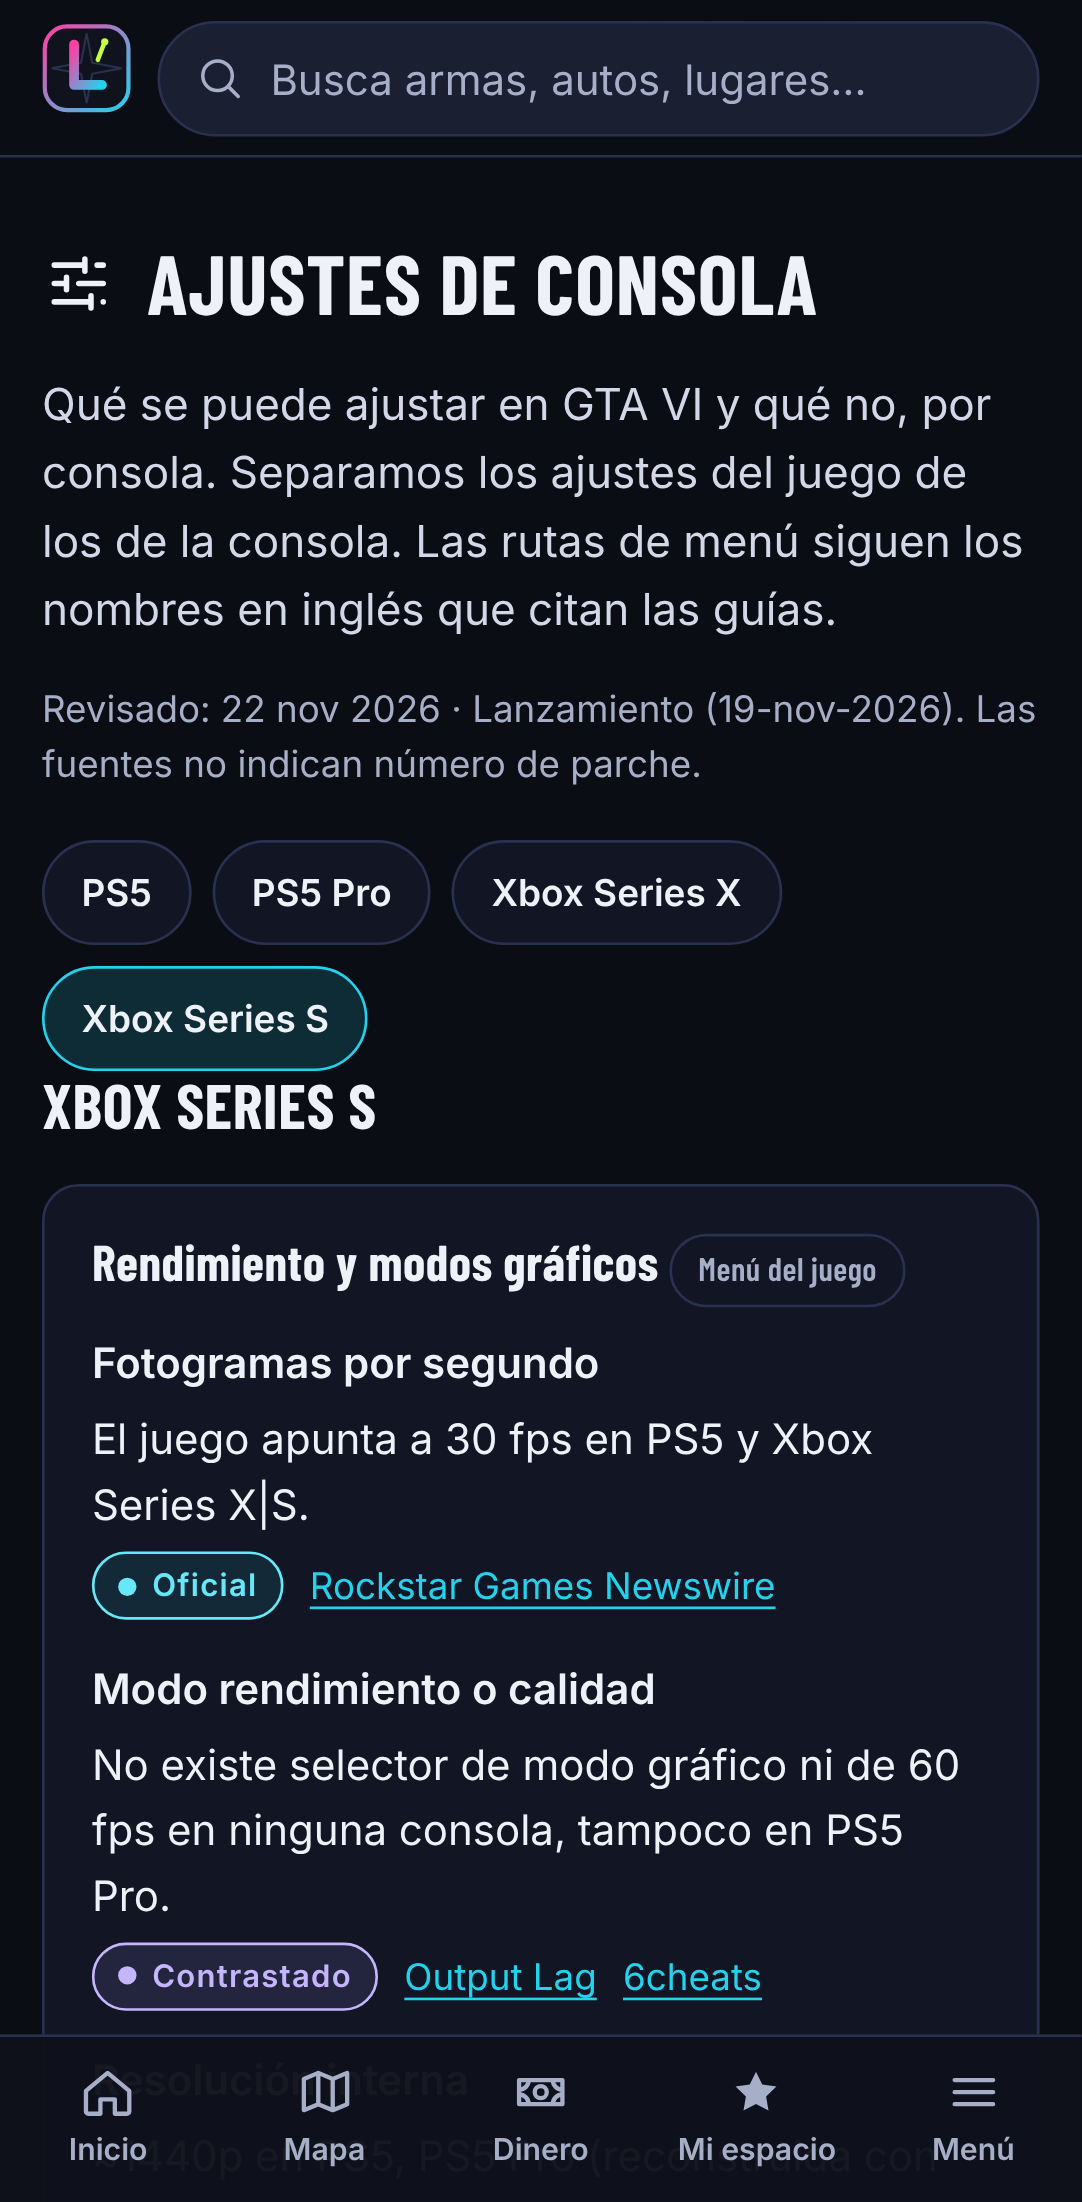 Busca armas, autos, lugares...
AJUSTES DE CONSOLA
Qué se puede ajustar en GTA VI y qué no, por
consola. Separamos los ajustes del juego de
los de la consola. Las rutas de menú siguen los
nombres en inglés que citan las guías.
Revisado: 22 nov 2026 · Lanzamiento (19-nov-2026). Las
fuentes no indican número de parche.
PS5 PS5 Pro Xbox Series X
Xbox Series S
XBOX SERIES S
Rendimiento y modos gráficos Menú del juego
Fotogramas por segundo
El juego apunta a 30 fps en PS5 y Xbox
Series X|S.
Oficial Rockstar Games Newswire
Modo rendimiento o calidad
No existe selector de modo gráfico ni de 60
fps en ninguna consola, tampoco en PS5
Pro.
Contrastado Output Lag 6cheats
Resolución interna
Inicio Mapa Dinero Mi espacio Menú